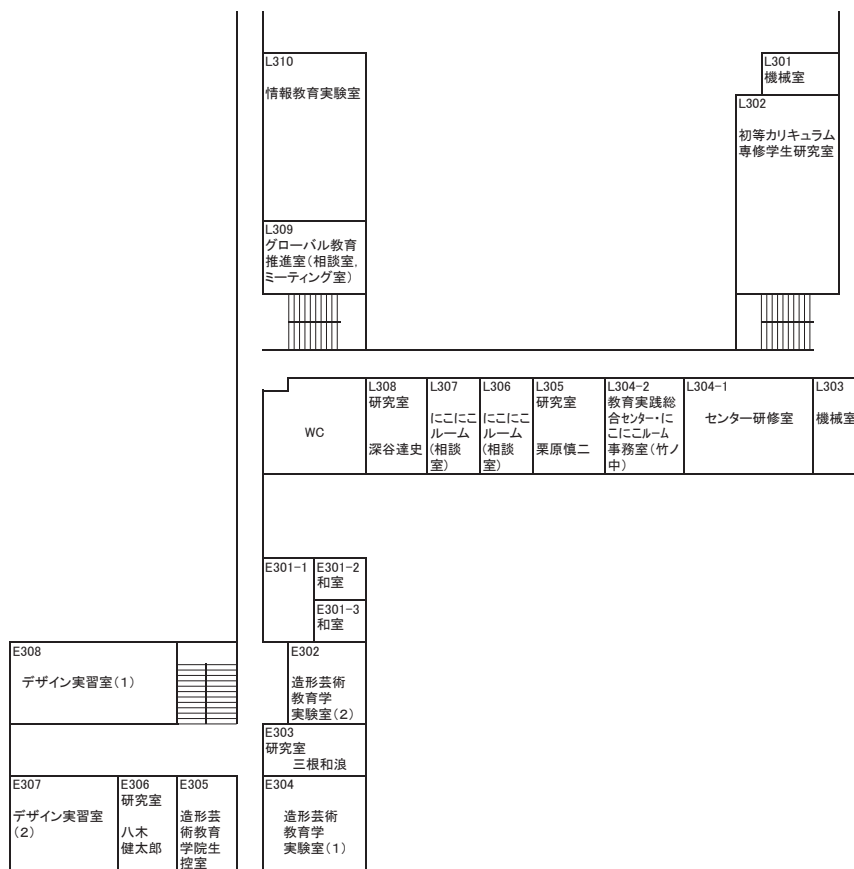 L310
情報教育実験室
L301
機械室
L302
初等カリキュラム
専修学生研究室
L309
グローバル教育
推進室(相談室,
ミーティング室)
WC
L308
研究室
深谷達史
L307
にこにこ
ルーム
(相談
室)
L306
にこにこ
ルーム
(相談
室)
L305
研究室
栗原慎二
L304-2
教育実践総
合センター・に
こにこルーム
事務室(竹ノ
中)
L304-1
センター研修室
L303
機械室
E301-1
E301-2
和室
E301-3
和室
E308
デザイン実習室(1)
E302
造形芸術
教育学
実験室(2)
E303
研究室
三根和浪
E307
デザイン実習室
(2)
E306
研究室
八木
健太郎
E305
造形芸
術教育
学院生
控室
E304
造形芸術
教育学
実験室(1)